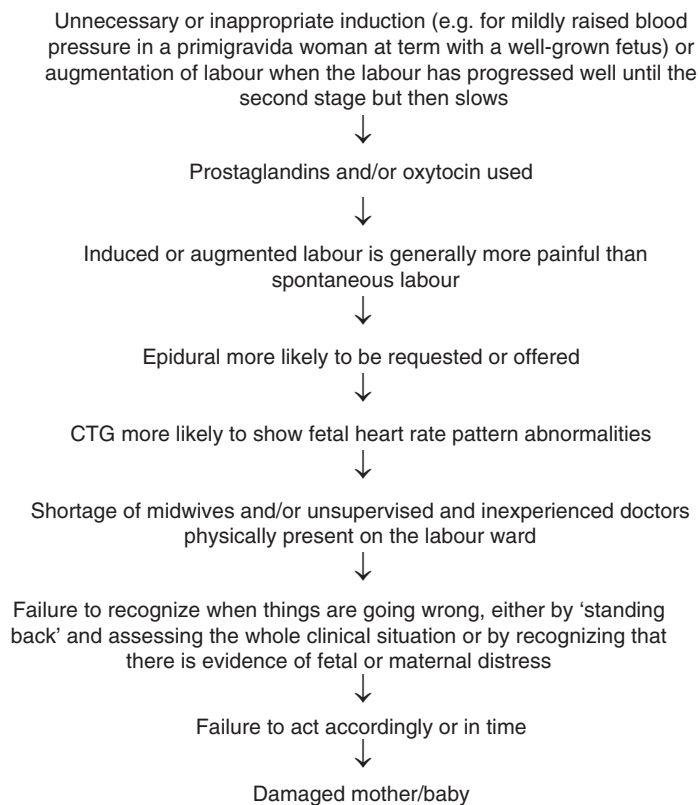 Unnecessary or inappropriate induction (e.g. for mildly raised blood
pressure in a primigravida woman at term with a well-grown fetus) or
augmentation of labour when the labour has progressed well until the
second stage but then slows
Prostaglandins and/or oxytocin used
Induced or augmented labour is generally more painful than
spontaneous labour
Epidural more likely to be requested or offered
CTG more likely to show fetal heart rate pattern abnormalities
Shortage of midwives and/or unsupervised and inexperienced doctors
physically present on the labour ward
Failure to recognize when things are going wrong, either by ‘standing
back’ and assessing the whole clinical situation or by recognizing that
there is evidence of fetal or maternal distress
Failure to act accordingly or in time
Damaged mother/baby